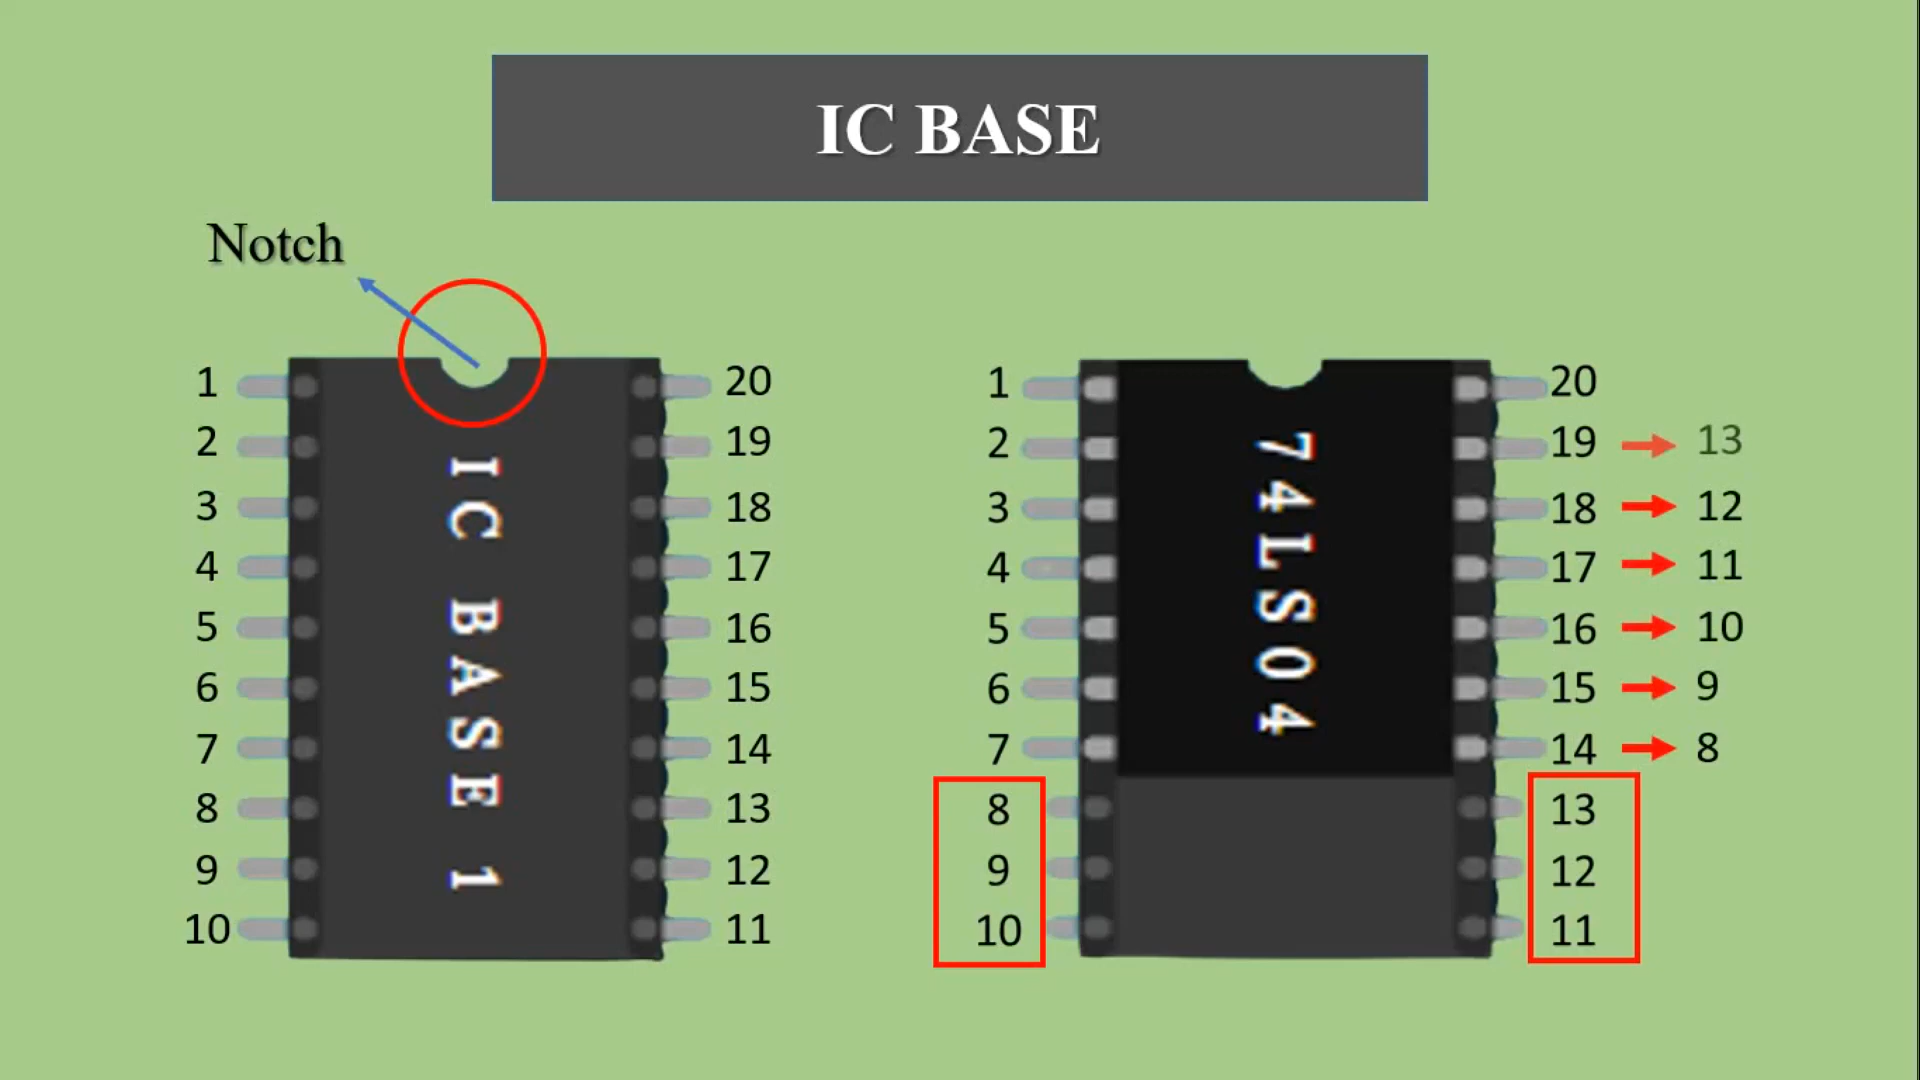 IC BASE
Notch
1 20 1 20
2 19 2 19 13
3 18 3 18 12
4 17 4 17 11
5 16 5 16 10
6 15 6 15 9
7 14 7 14 8
8 13 8 13
9 12 9 12
10 11 10 11
IC BASE 1
74LS04